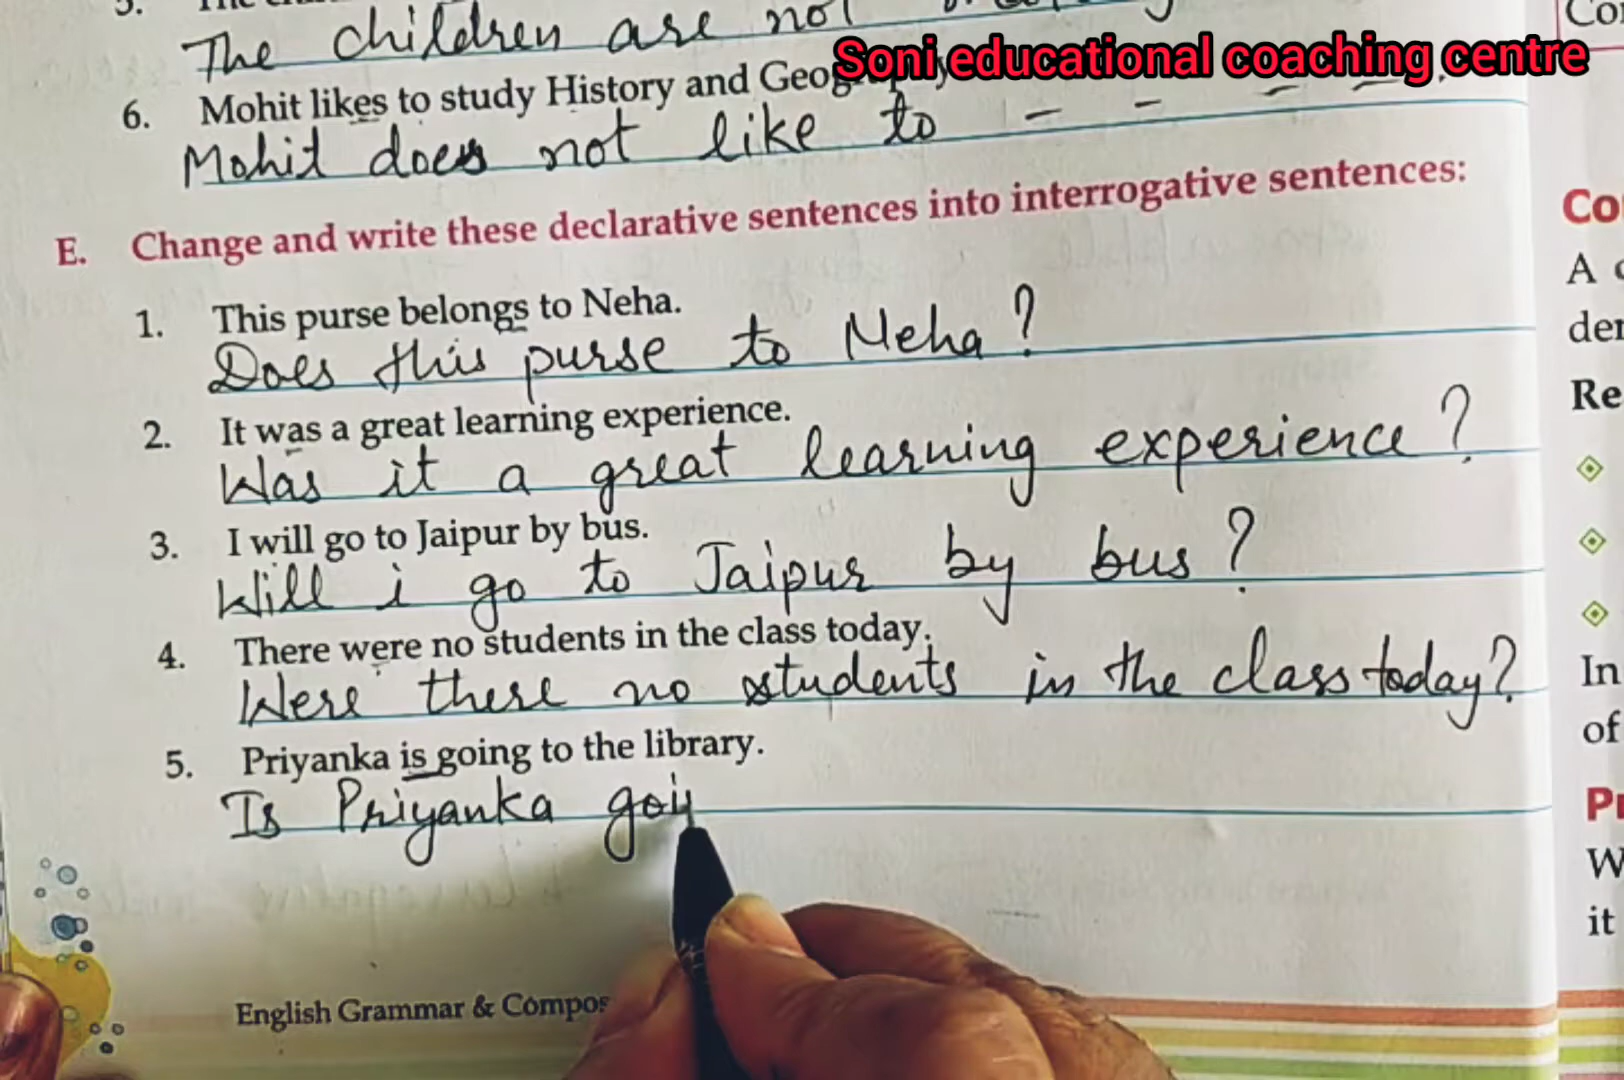 The children are not
Soni educational coaching centre
6. Mohit likes to study History and Geography
Mohit does not like to - - - -
E. Change and write these declarative sentences into interrogative sentences:
1. This purse belongs to Neha.
Does this purse to Neha?
2. It was a great learning experience.
Was it a great learning experience?
3. I will go to Jaipur by bus.
Will i go to Jaipur by bus?
4. There were no students in the class today.
Were there no students in the class today?
5. Priyanka is going to the library.
Is Priyanka goin
English Grammar & Compos
Co
A
der
Re
In
of
W
it